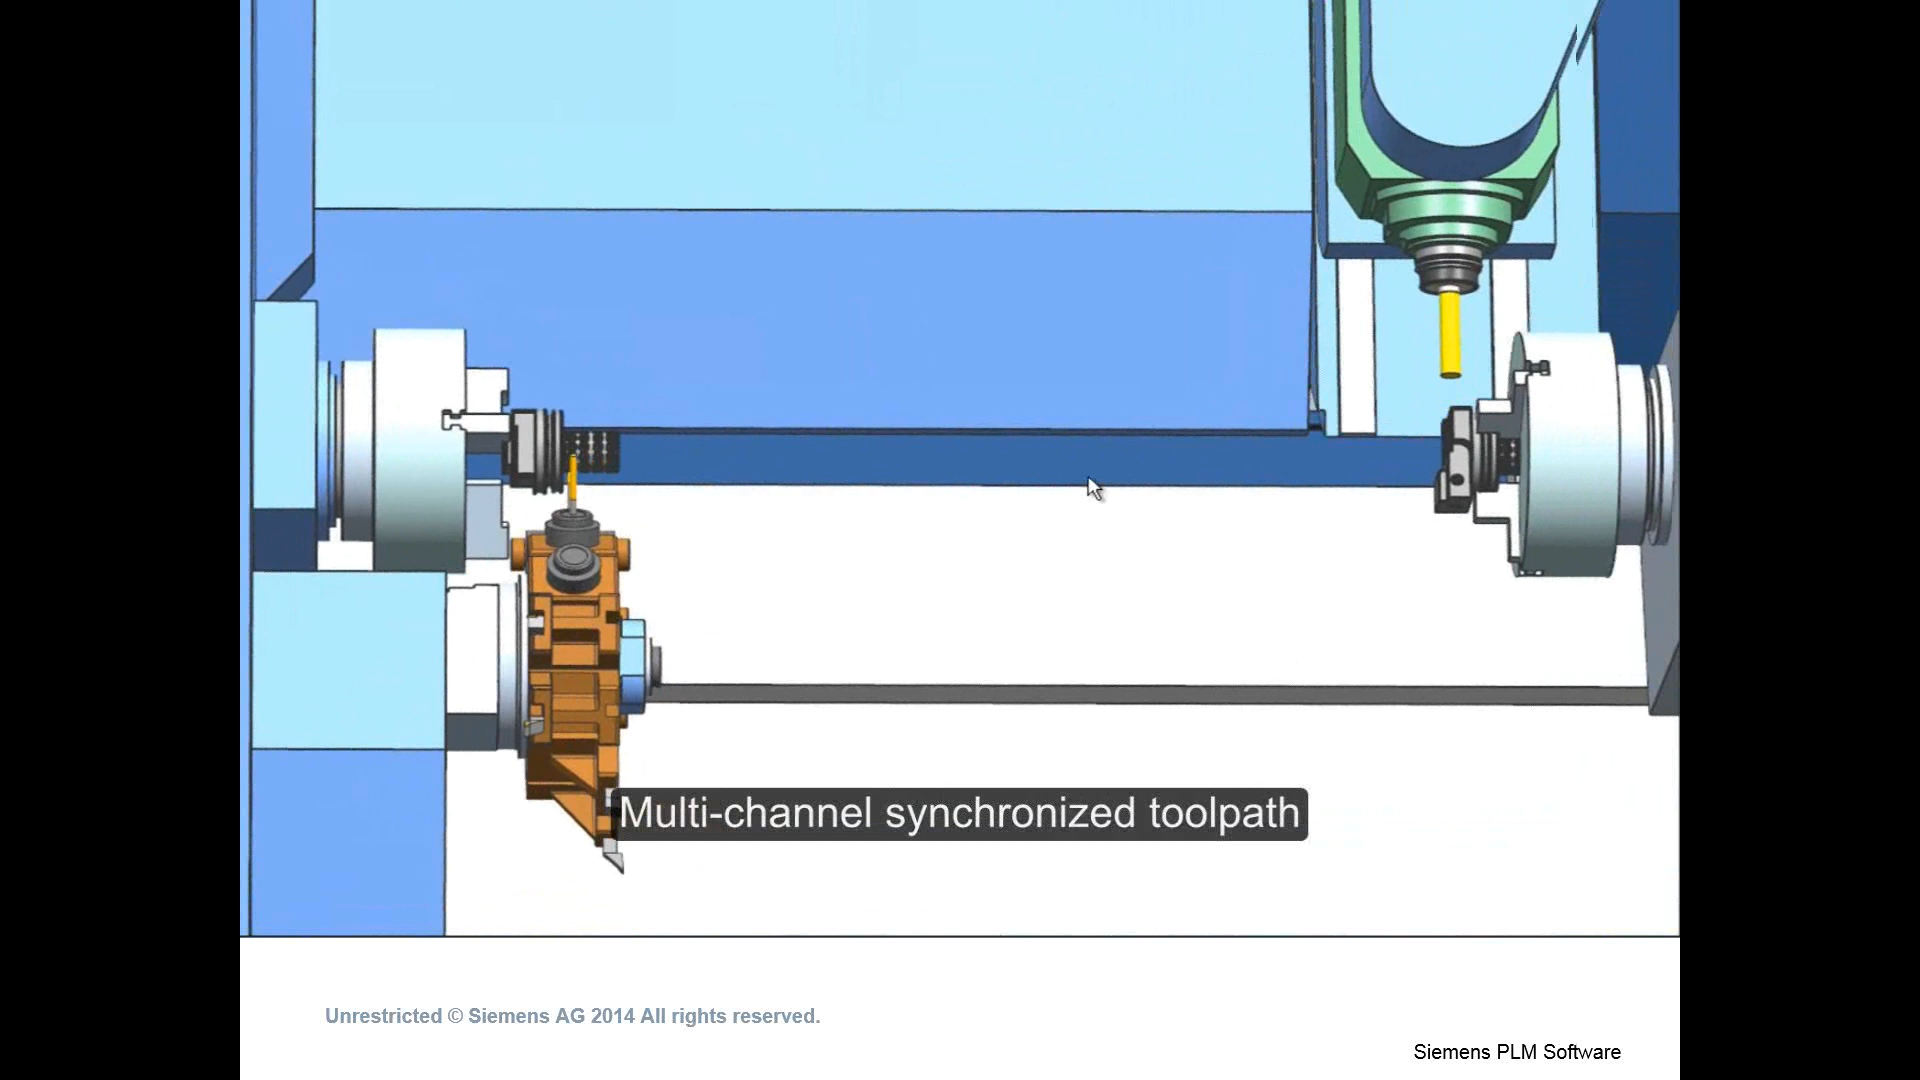 Multi-channel synchronized toolpath
Unrestricted © Siemens AG 2014 All rights reserved.
Siemens PLM Software